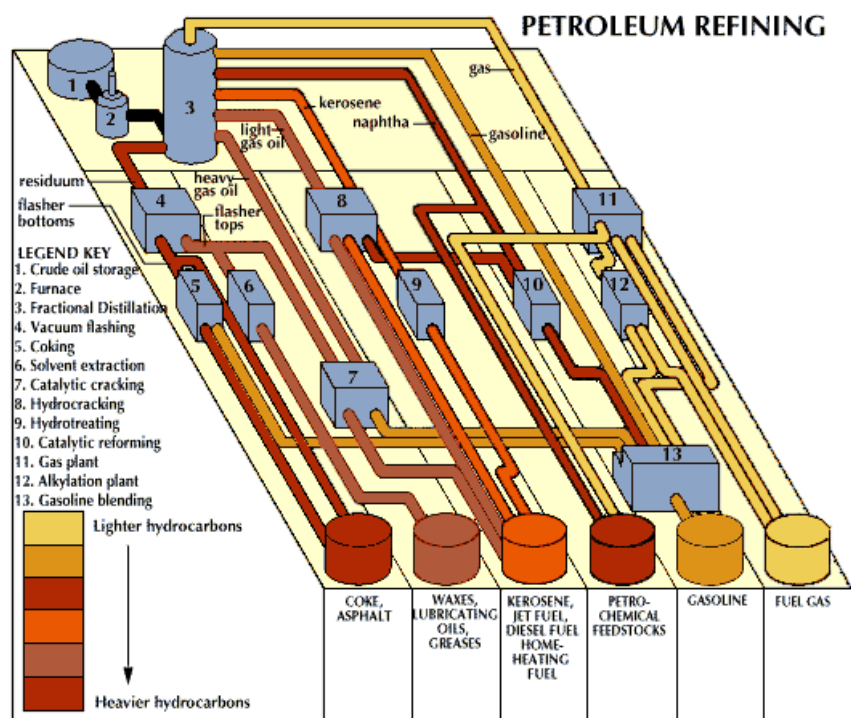 PETROLEUM REFINING
gas
1
2
3
kerosene
naphtha
gasoline
light
gas oil
heavy
gas oil
residuum
flasher
bottoms
flasher
tops
4
8
11
LEGEND KEY
1. Crude oil storage
2. Furnace
3. Fractional Distillation
4. Vacuum flashing
5. Coking
6. Solvent extraction
7. Catalytic cracking
8. Hydrocracking
9. Hydrotreating
10. Catalytic reforming
11. Gas plant
12. Alkylation plant
13. Gasoline blending
5
6
9
10
12
7
13
Lighter hydrocarbons
Heavier hydrocarbons
COKE,
ASPHALT
WAXES,
LUBRICATING
OILS,
GREASES
KEROSENE,
JET FUEL,
DIESEL FUEL
HOME-
HEATING
FUEL
PETRO-
CHEMICAL
FEEDSTOCKS
GASOLINE
FUEL GAS